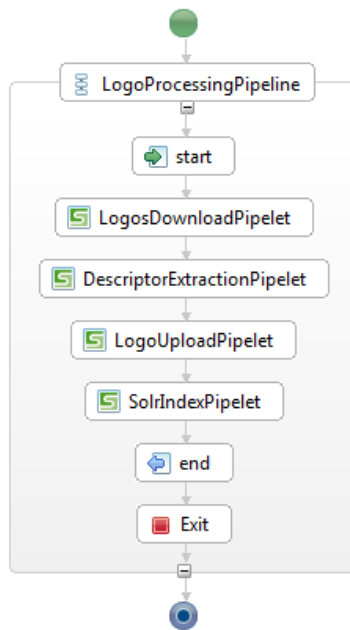 LogoProcessingPipeline
start
LogosDownloadPipelet
DescriptorExtractionPipelet
LogoUploadPipelet
SolrIndexPipelet
end
Exit